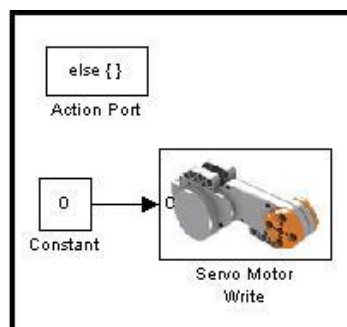 else { }
Action Port
0
Constant
Servo Motor
Write